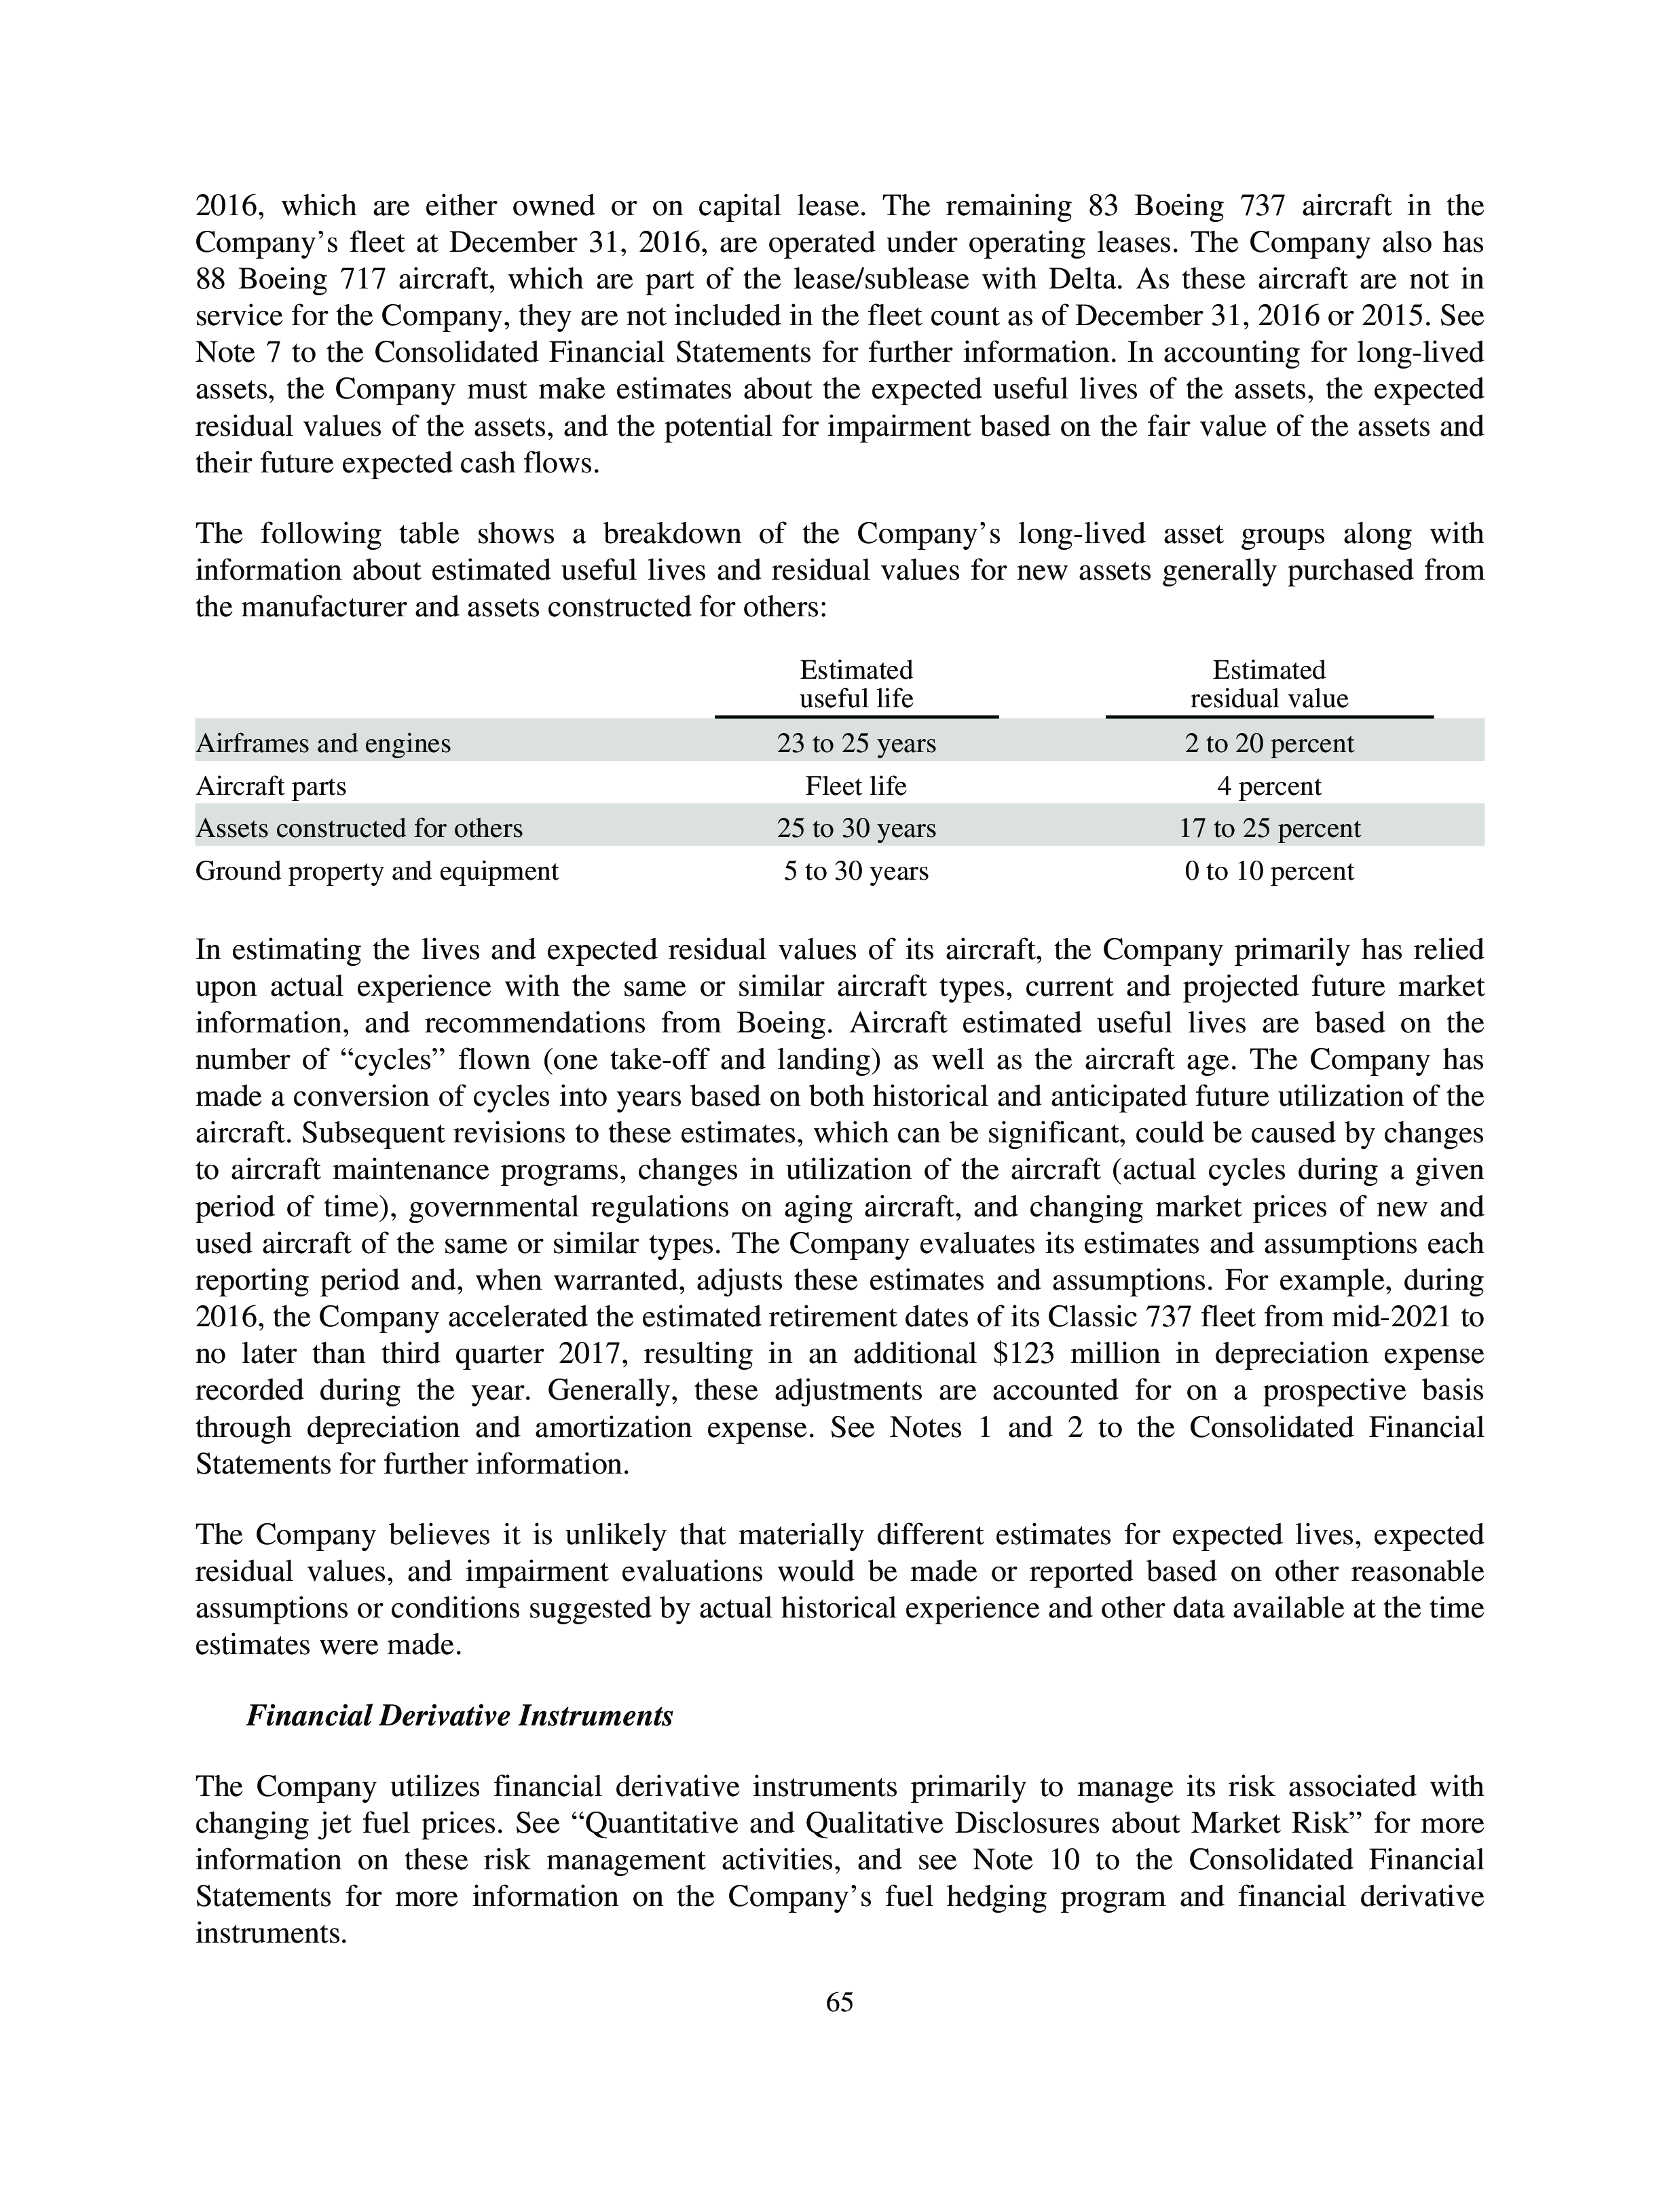 2016, which are either owned or on capital lease. The remaining 83 Boeing 737 aircraft in the
Company’s fleet at December 31, 2016, are operated under operating leases. The Company also has
88 Boeing 717 aircraft, which are part of the lease/sublease with Delta. As these aircraft are not in
service for the Company, they are not included in the fleet count as of December 31, 2016 or 2015. See
Note 7 to the Consolidated Financial Statements for further information. In accounting for long-lived
assets, the Company must make estimates about the expected useful lives of the assets, the expected
residual values of the assets, and the potential for impairment based on the fair value of the assets and
their future expected cash flows.
The following table shows a breakdown of the Company’s long-lived asset groups along with
information about estimated useful lives and residual values for new assets generally purchased from
the manufacturer and assets constructed for others:
Estimated Estimated
useful life residual value
Airframes and engines 23 to 25 years 2 to 20 percent
Aircraft parts Fleet life 4 percent
Assets constructed for others 25 to 30 years 17 to 25 percent
Ground property and equipment 5 to 30 years 0 to 10 percent
In estimating the lives and expected residual values of its aircraft, the Company primarily has relied
upon actual experience with the same or similar aircraft types, current and projected future market
information, and recommendations from Boeing. Aircraft estimated useful lives are based on the
number of “cycles” flown (one take-off and landing) as well as the aircraft age. The Company has
made a conversion of cycles into years based on both historical and anticipated future utilization of the
aircraft. Subsequent revisions to these estimates, which can be significant, could be caused by changes
to aircraft maintenance programs, changes in utilization of the aircraft (actual cycles during a given
period of time), governmental regulations on aging aircraft, and changing market prices of new and
used aircraft of the same or similar types. The Company evaluates its estimates and assumptions each
reporting period and, when warranted, adjusts these estimates and assumptions. For example, during
2016, the Company accelerated the estimated retirement dates of its Classic 737 fleet from mid-2021 to
no later than third quarter 2017, resulting in an additional $123 million in depreciation expense
recorded during the year. Generally, these adjustments are accounted for on a prospective basis
through depreciation and amortization expense. See Notes 1 and 2 to the Consolidated Financial
Statements for further information.
The Company believes it is unlikely that materially different estimates for expected lives, expected
residual values, and impairment evaluations would be made or reported based on other reasonable
assumptions or conditions suggested by actual historical experience and other data available at the time
estimates were made.
Financial Derivative Instruments
The Company utilizes financial derivative instruments primarily to manage its risk associated with
changing jet fuel prices. See “Quantitative and Qualitative Disclosures about Market Risk” for more
information on these risk management activities, and see Note 10 to the Consolidated Financial
Statements for more information on the Company’s fuel hedging program and financial derivative
instruments.
65